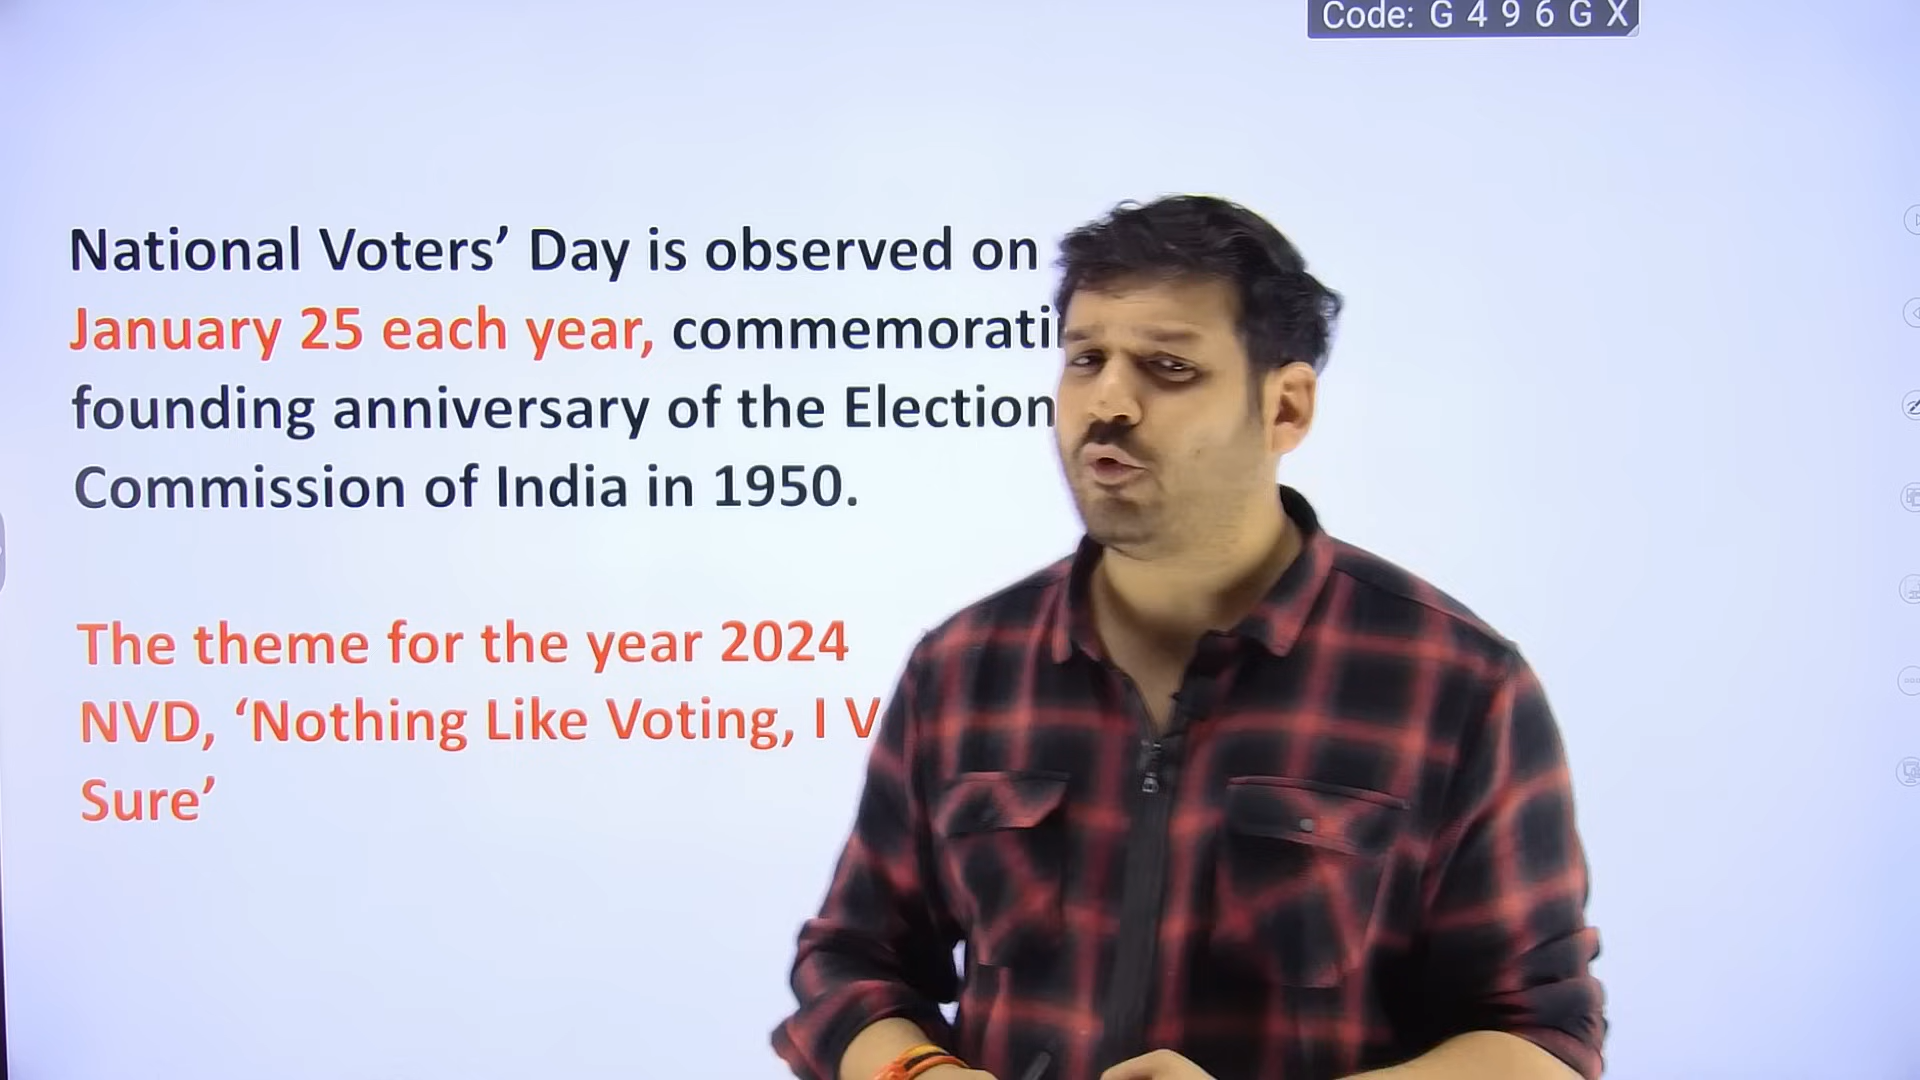 Code: G 4 9 6 G X
National Voters’ Day is observed on
January 25 each year,
founding anniversary of the Election
Commission of India in 1950.
The theme for the year 2024
NVD, ‘Nothing Like Voting, I
Sure’